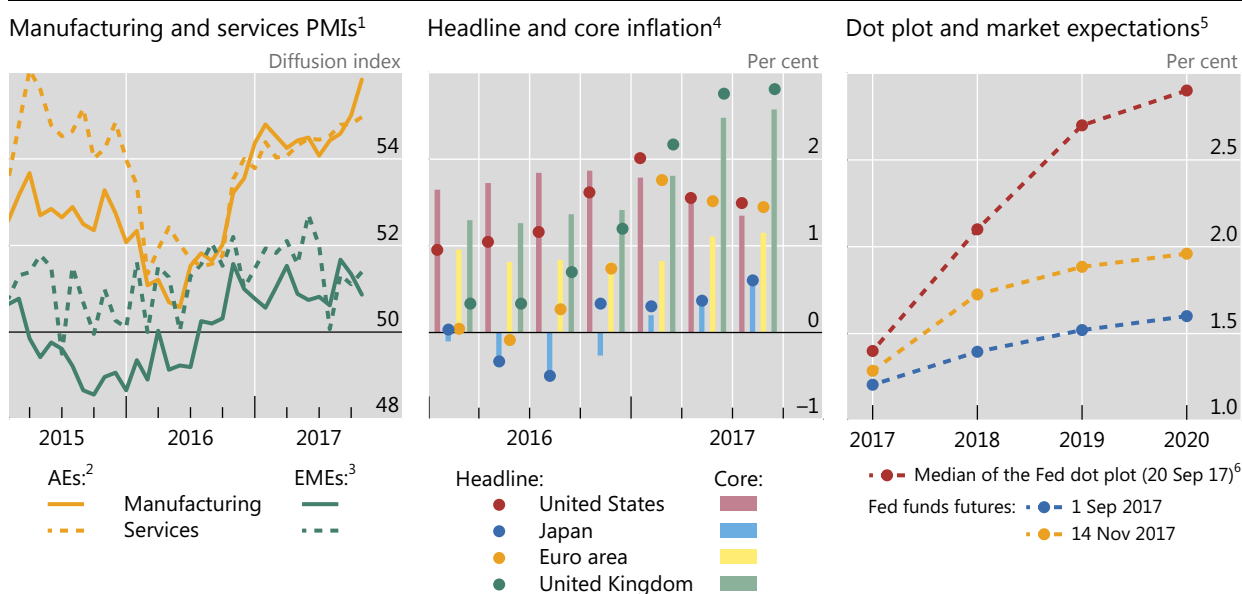 Manufacturing and services PMIs¹
Diffusion index
54
52
50
48
2015 2016 2017
AEs:² EMEs:³
Manufacturing
Services
Headline and core inflation⁴
Per cent
2
1
0
–1
2016 2017
Headline: Core:
United States
Japan
Euro area
United Kingdom
Dot plot and market expectations⁵
Per cent
2.5
2.0
1.5
1.0
2017 2018 2019 2020
Median of the Fed dot plot (20 Sep 17)⁶
Fed funds futures: 1 Sep 2017
14 Nov 2017